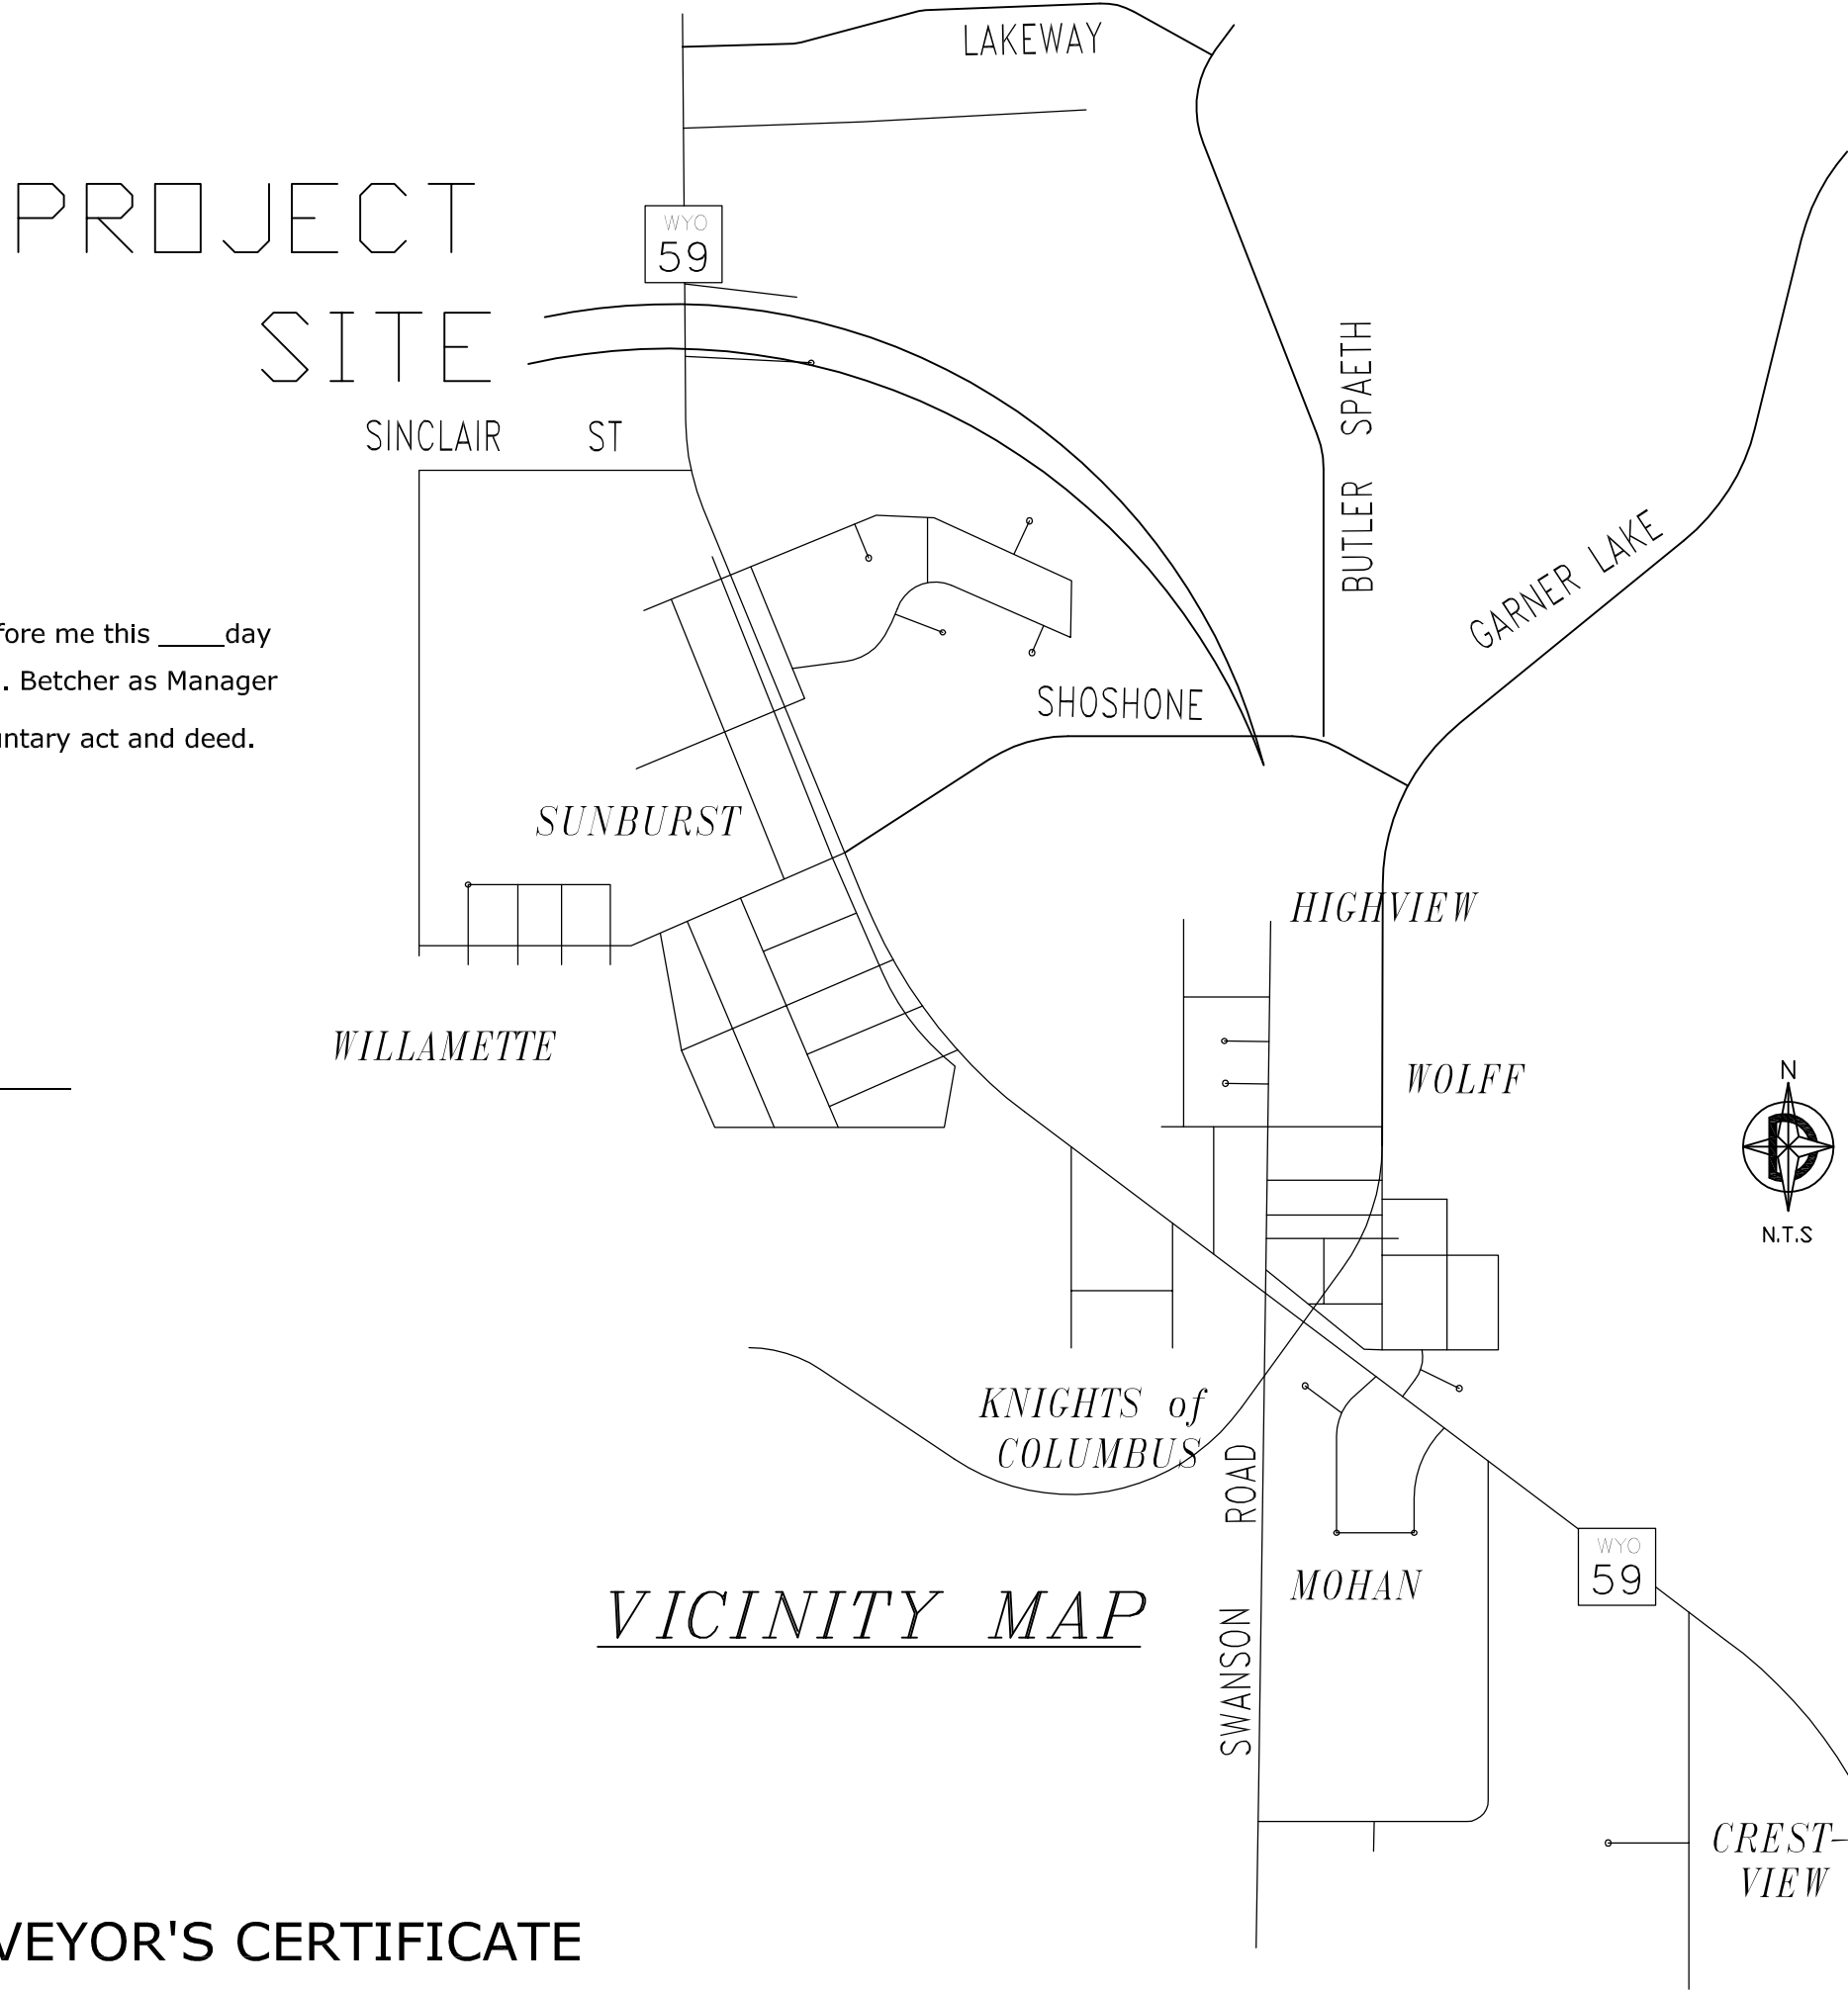 LAKEWAY
PROJECT
SITE
WYO
59
SINCLAIR ST
BUTLER SPAETH
GARNER LAKE
fore me this _____day
. Betcher as Manager
untary act and deed.
SHOSHONE
SUNBURST
HIGHVIEW
WILLAMETTE
WOLFF
N
N.T.S
KNIGHTS of
COLUMBUS
SWANSON ROAD
WYO
59
MOHAN
VICINITY MAP
CREST-
VIEW
VEYOR'S CERTIFICATE